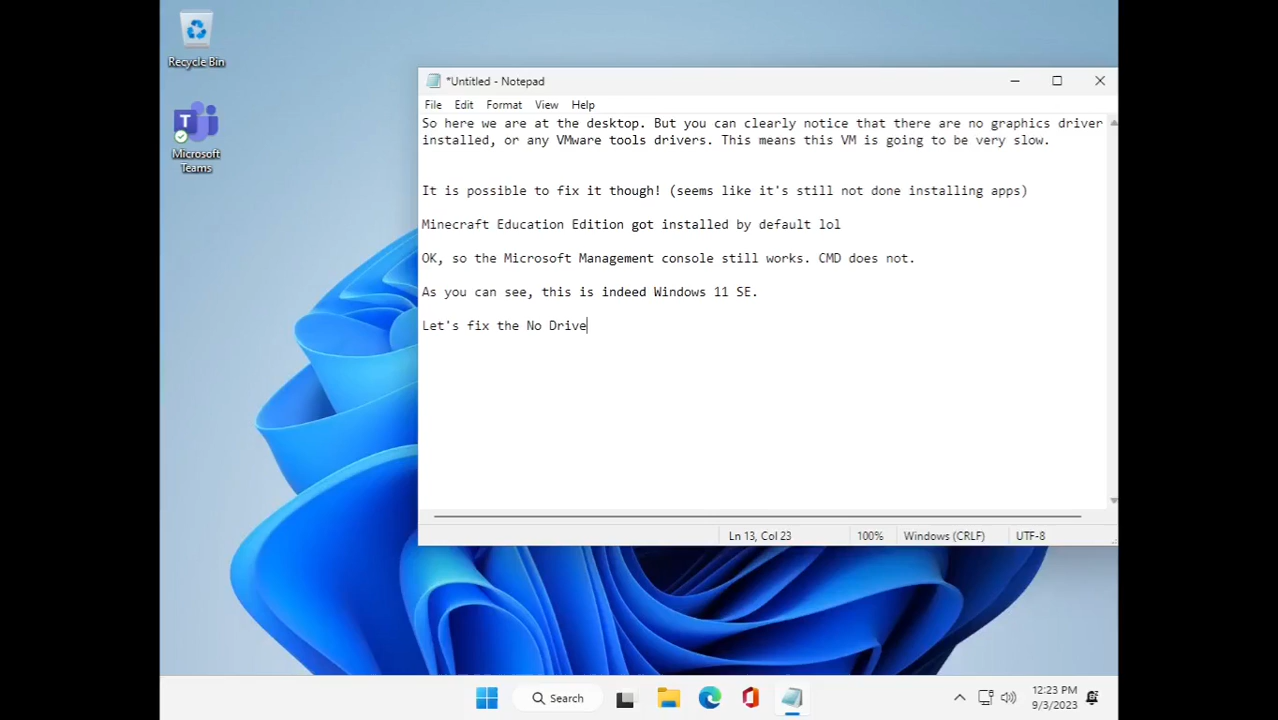 Recycle Bin
Microsoft
Teams
*Untitled - Notepad
File Edit Format View Help
So here we are at the desktop. But you can clearly notice that there are no graphics driver
installed, or any VMware tools drivers. This means this VM is going to be very slow.
It is possible to fix it though! (seems like it's still not done installing apps)
Minecraft Education Edition got installed by default lol
OK, so the Microsoft Management console still works. CMD does not.
As you can see, this is indeed Windows 11 SE.
Let's fix the No Drive
Ln 13, Col 23 100% Windows (CRLF) UTF-8
Search
12:23 PM
9/3/2023